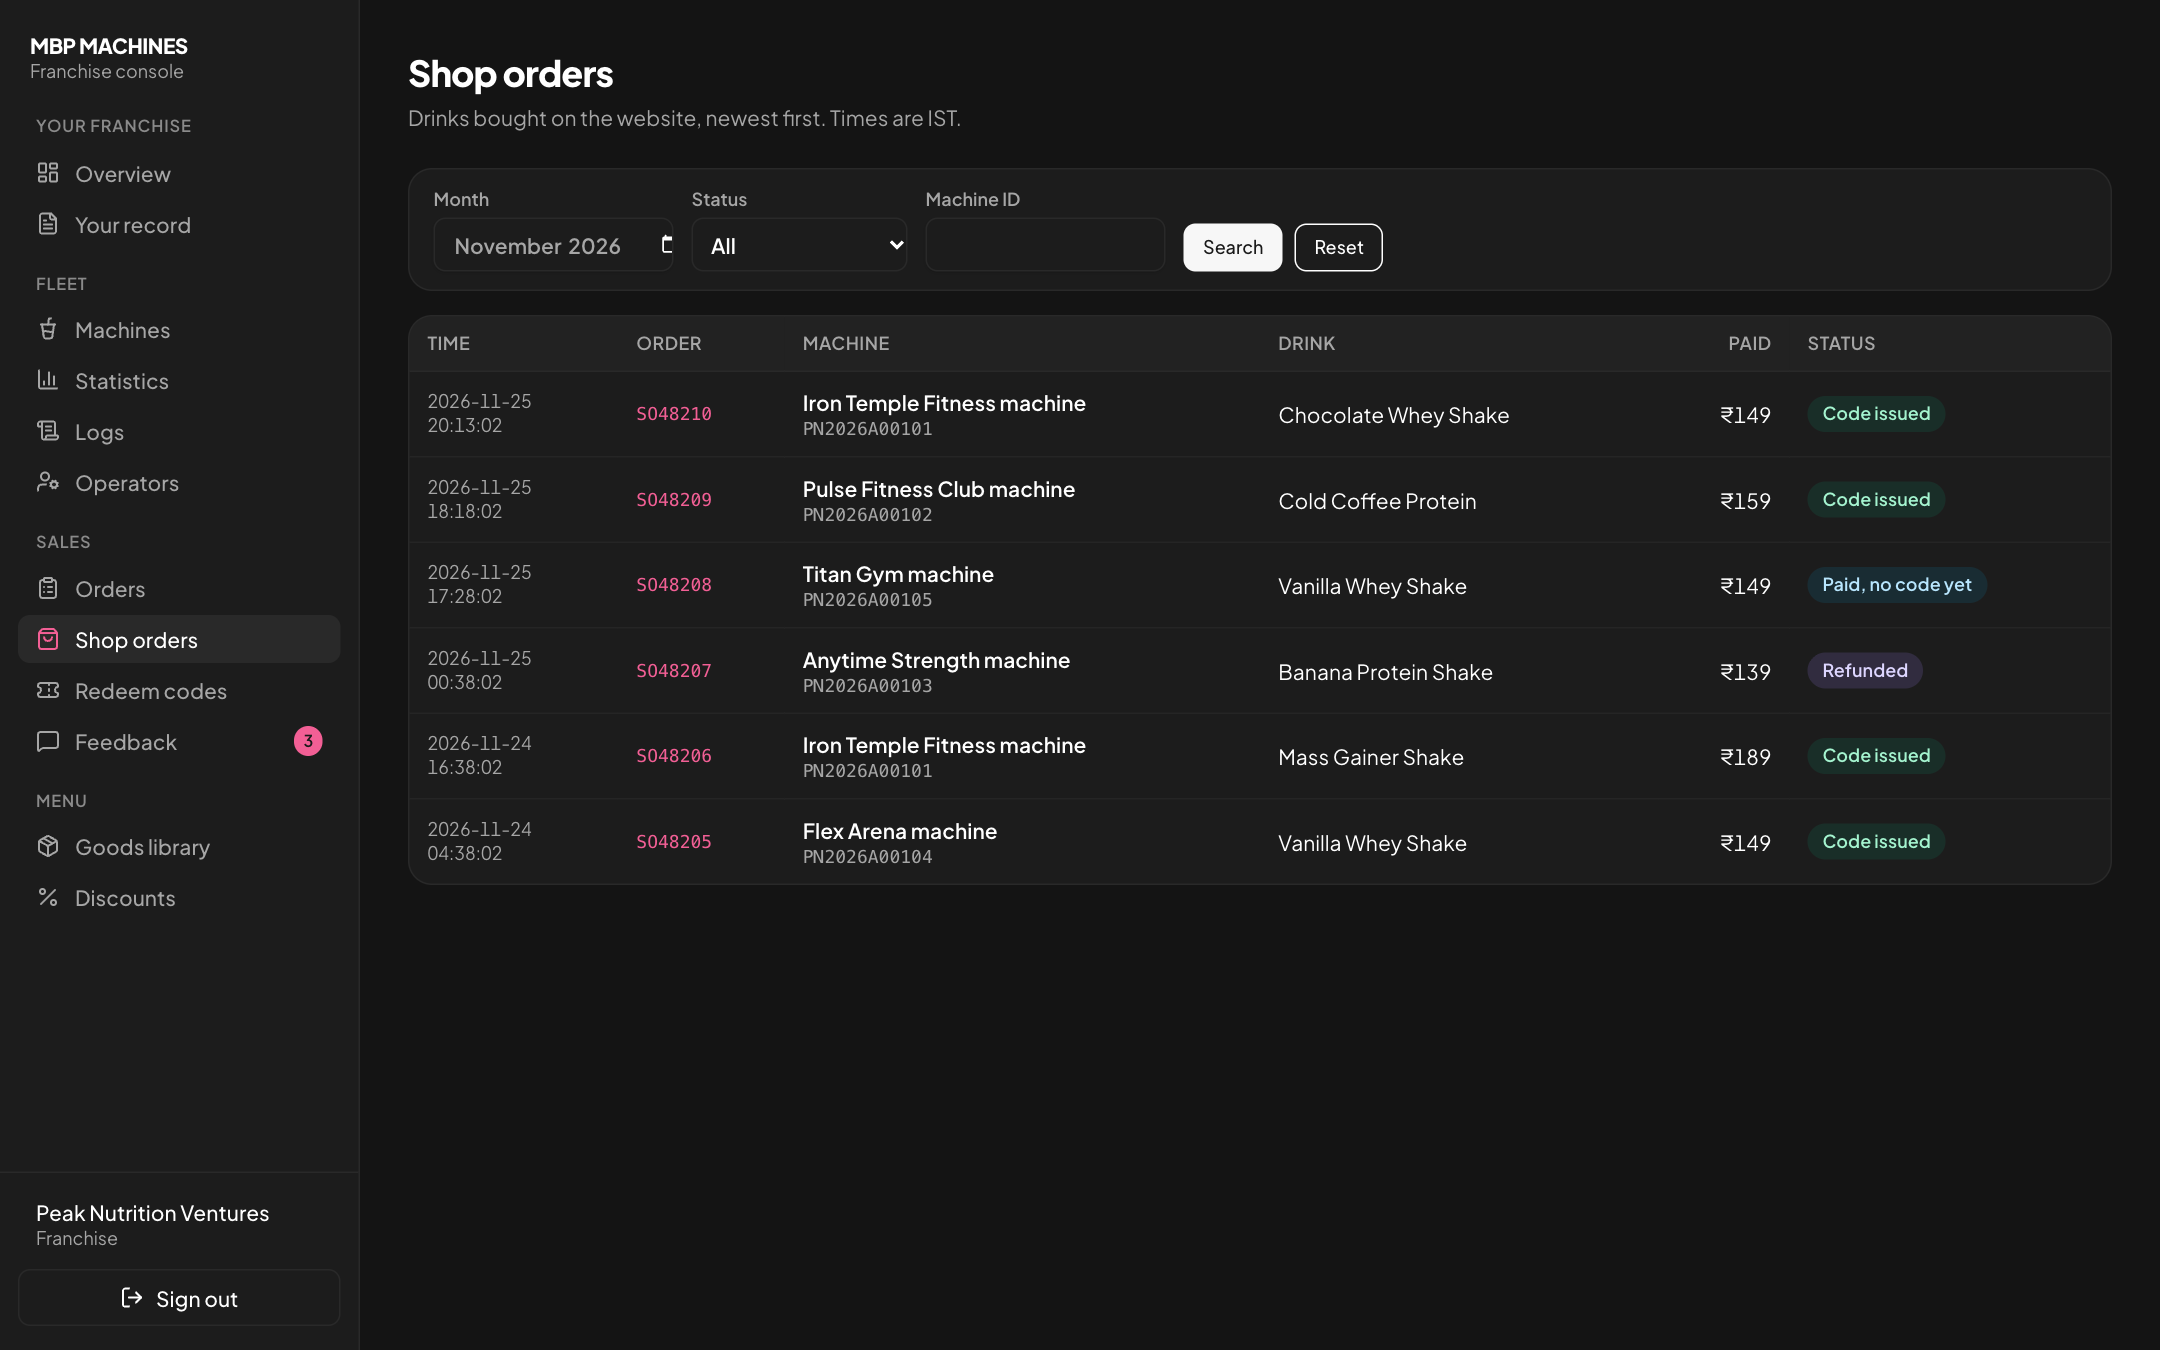 MBP MACHINES
Franchise console
YOUR FRANCHISE
Overview
Your record
FLEET
Machines
Statistics
Logs
Operators
SALES
Orders
Shop orders
Redeem codes
Feedback 3
MENU
Goods library
Discounts
Peak Nutrition Ventures
Franchise
Sign out
Shop orders
Drinks bought on the website, newest first. Times are IST.
Month Status Machine ID
November 2026 All Search Reset
TIME ORDER MACHINE DRINK PAID STATUS
2026-11-25 20:13:02 SO48210 Iron Temple Fitness machine PN2026A00101 Chocolate Whey Shake ₹149 Code issued
2026-11-25 18:18:02 SO48209 Pulse Fitness Club machine PN2026A00102 Cold Coffee Protein ₹159 Code issued
2026-11-25 17:28:02 SO48208 Titan Gym machine PN2026A00105 Vanilla Whey Shake ₹149 Paid, no code yet
2026-11-25 00:38:02 SO48207 Anytime Strength machine PN2026A00103 Banana Protein Shake ₹139 Refunded
2026-11-24 16:38:02 SO48206 Iron Temple Fitness machine PN2026A00101 Mass Gainer Shake ₹189 Code issued
2026-11-24 04:38:02 SO48205 Flex Arena machine PN2026A00104 Vanilla Whey Shake ₹149 Code issued